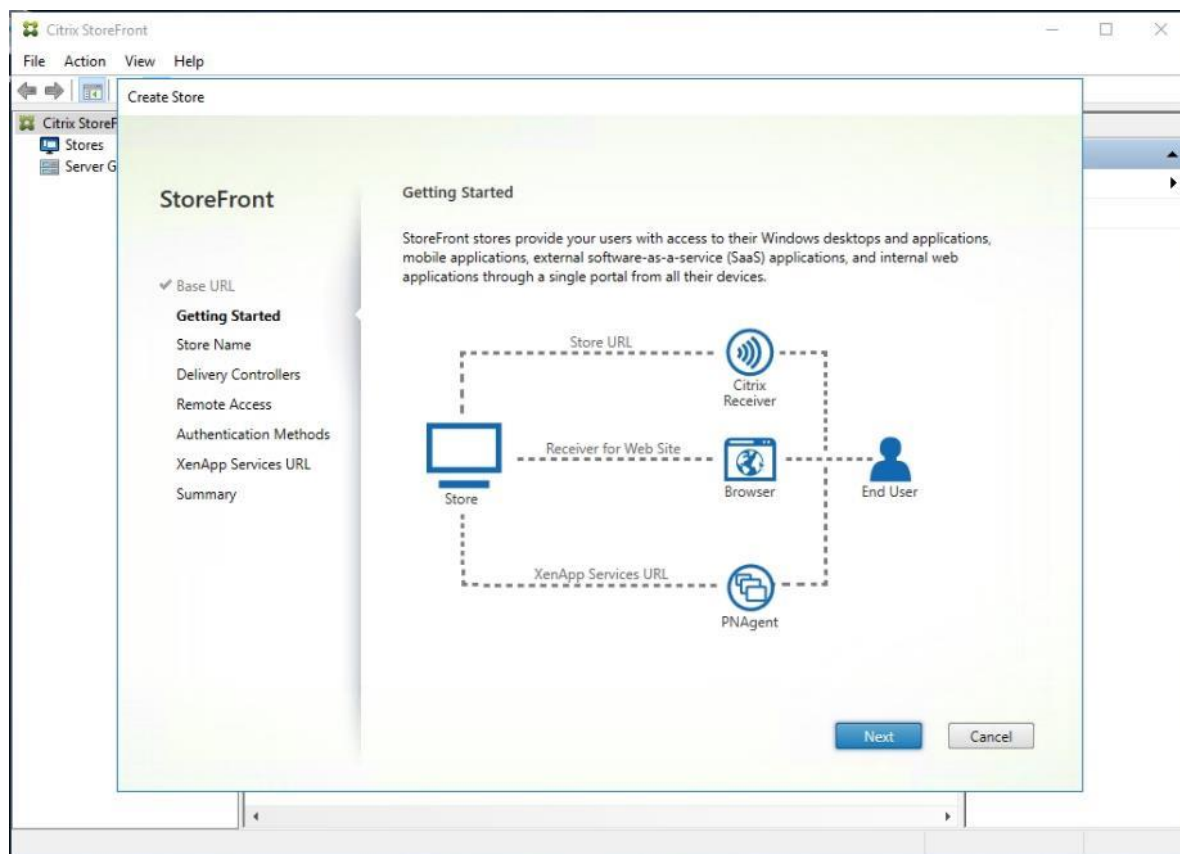 Citrix StoreFront
File Action View Help
Create Store
Citrix StoreF
Stores
Server G
StoreFront
Base URL
Getting Started
Store Name
Delivery Controllers
Remote Access
Authentication Methods
XenApp Services URL
Summary
Getting Started
StoreFront stores provide your users with access to their Windows desktops and applications,
mobile applications, external software-as-a-service (SaaS) applications, and internal web
applications through a single portal from all their devices.
Store URL
Citrix
Receiver
Receiver for Web Site
Store
Browser
End User
XenApp Services URL
PNAgent
Next
Cancel